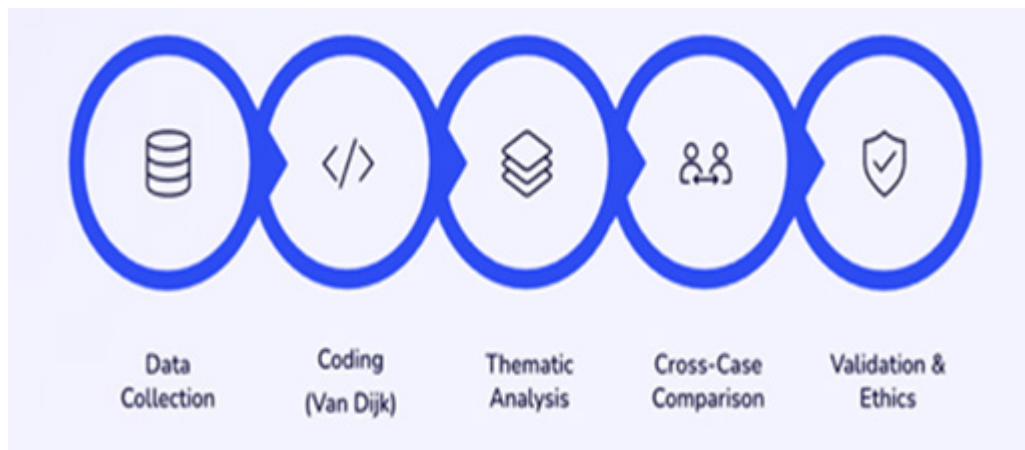 Data
Collection
Coding
(Van Dijk)
Thematic
Analysis
Cross-Case
Comparison
Validation &
Ethics